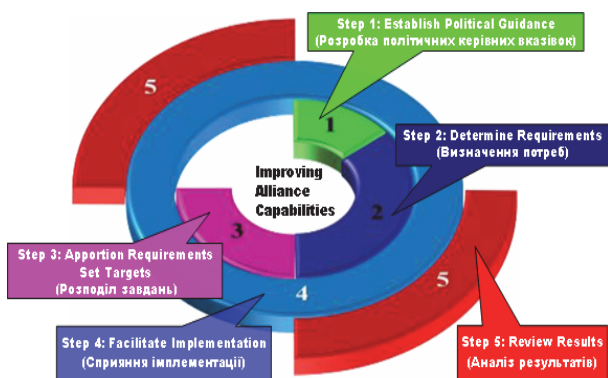 Step 1: Establish Political Guidance
(Розробка політичних керівних вказівок)
5
1
Step 2: Determine Requirements
(Визначення потреб)
Improving
Alliance
Capabilities
2
3
Step 3: Apportion Requirements
Set Targets
(Розподіл завдань)
5
4
Step 4: Facilitate Implementation
(Сприяння імплементації)
Step 5: Review Results
(Аналіз результатів)